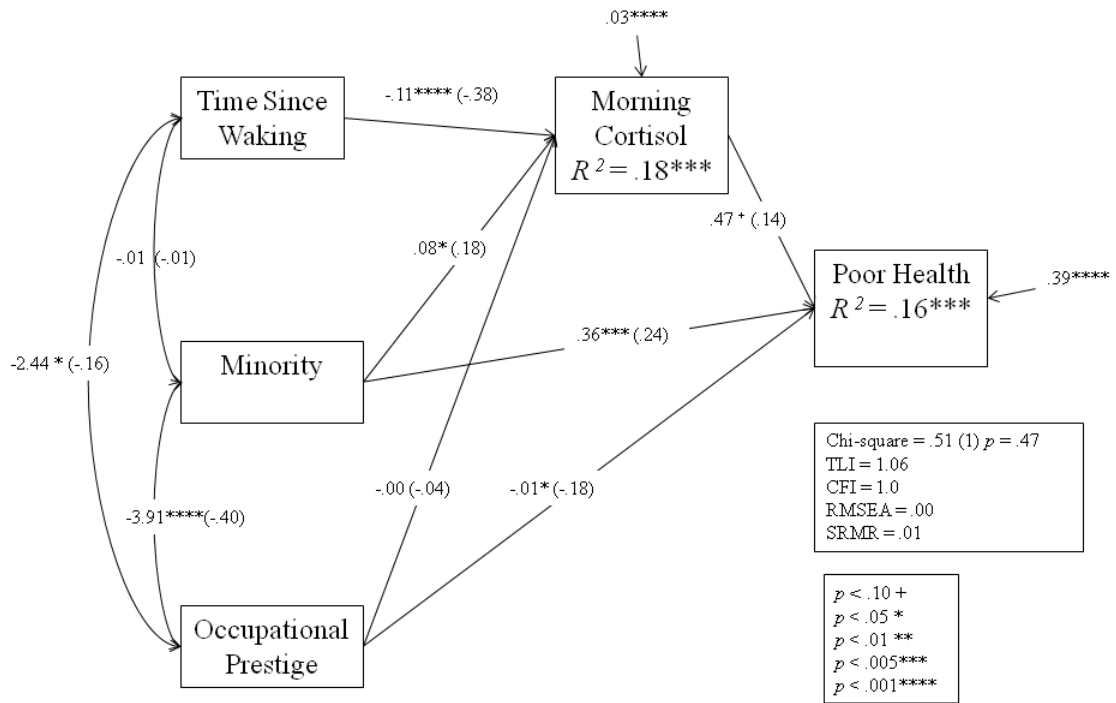 .03****
Time Since
Waking
-.11**** (-.38)
Morning
Cortisol
R 2 = .18***
-.01 (-.01)
.08* (.18)
.47 + (.14)
Poor Health
R 2 = .16***
.39****
-2.44 * (-.16)
Minority
.36*** (.24)
-3.91****(-.40)
-.00 (-.04)
-.01* (-.18)
Occupational
Prestige
Chi-square = .51 (1) p = .47
TLI = 1.06
CFI = 1.0
RMSEA = .00
SRMR = .01
p < .10 +
p < .05 *
p < .01 **
p < .005***
p < .001****